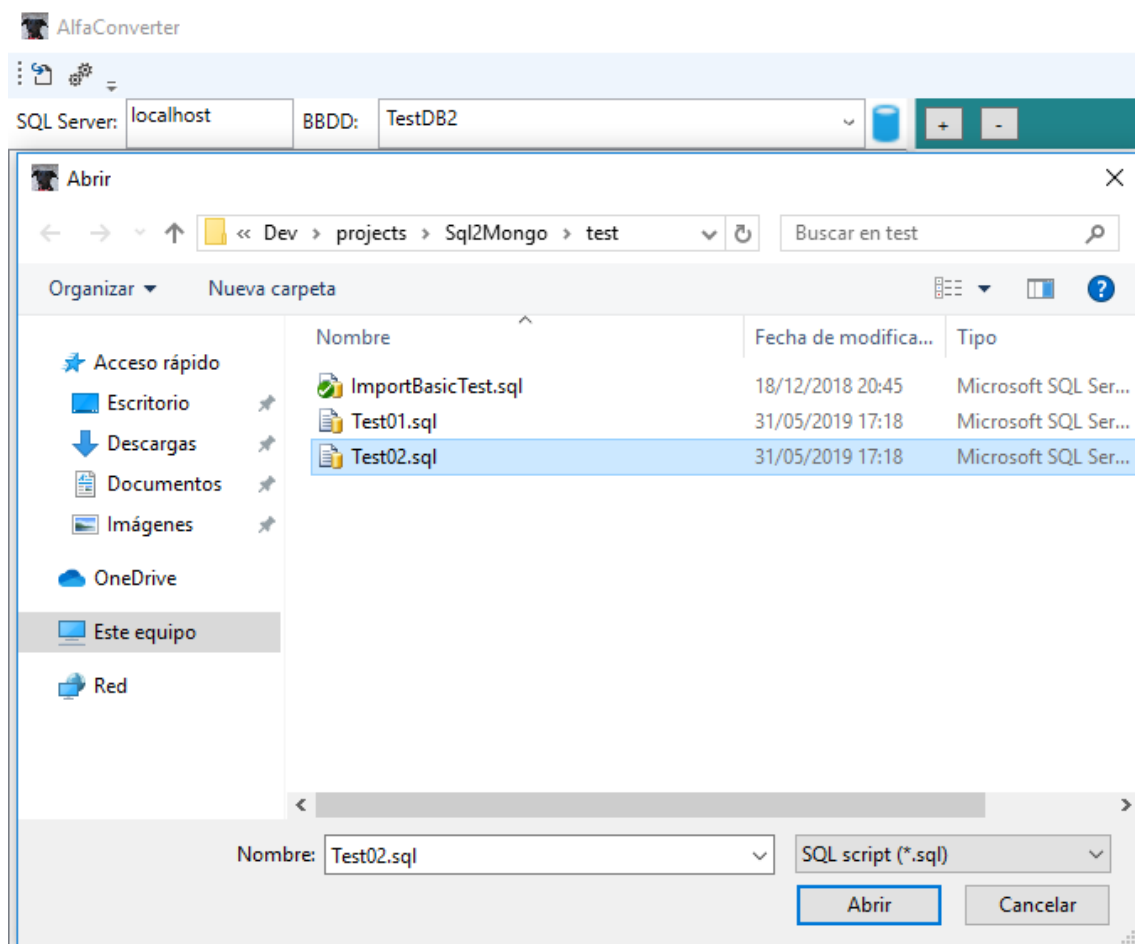 AlfaConverter
SQL Server: localhost BBDD: TestDB2 + -
Abrir
« Dev › projects › Sql2Mongo › test Buscar en test
Organizar Nueva carpeta ?
Nombre Fecha de modifica... Tipo
Acceso rápido
Escritorio
Descargas
Documentos
Imágenes
OneDrive
Este equipo
Red
ImportBasicTest.sql 18/12/2018 20:45 Microsoft SQL Ser...
Test01.sql 31/05/2019 17:18 Microsoft SQL Ser...
Test02.sql 31/05/2019 17:18 Microsoft SQL Ser...
Nombre: Test02.sql SQL script (*.sql)
Abrir Cancelar